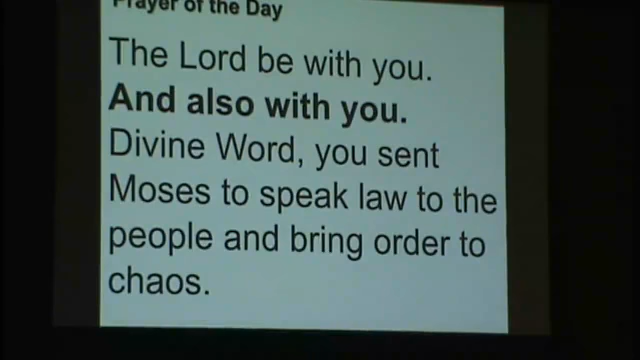 Prayer of the Day
The Lord be with you.
And also with you.
Divine Word, you sent
Moses to speak law to the
people and bring order to
chaos.